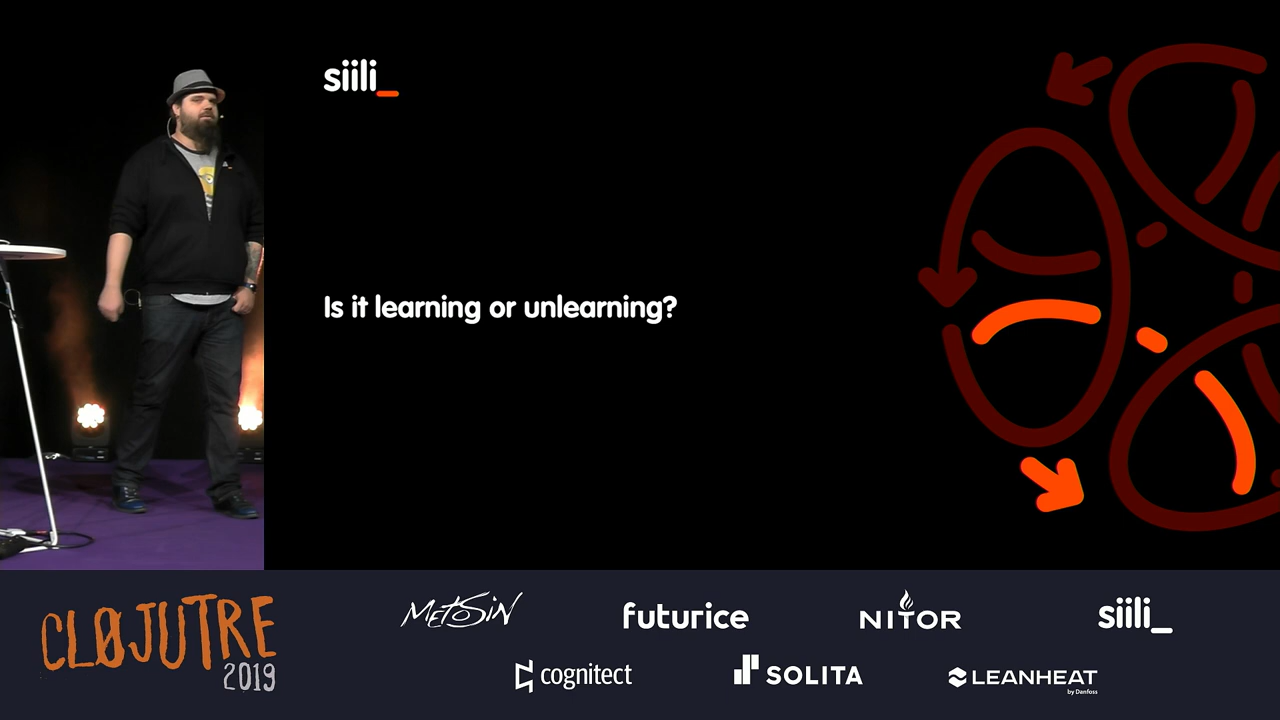 siili_
Is it learning or unlearning?
CLØJUTRE
2019
METOSIN
futurice
NITOR
siili_
cognitect
SOLITA
LEANHEAT
by Danfoss